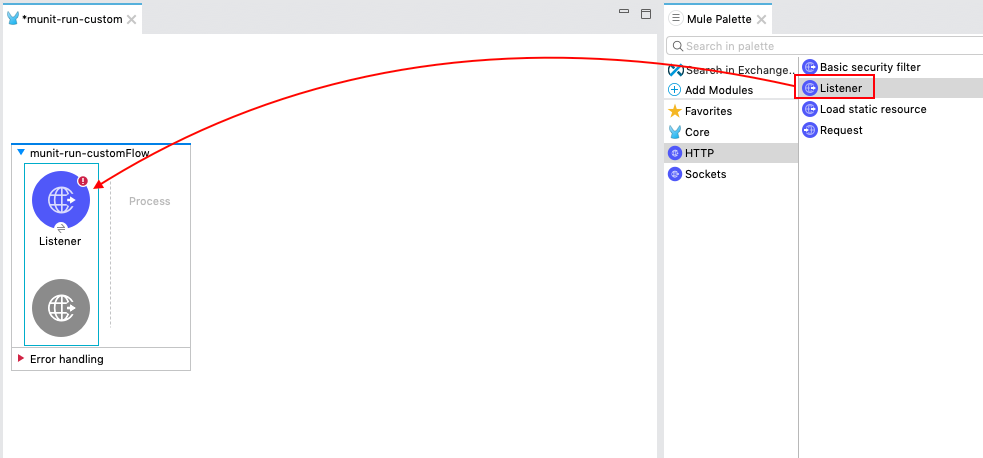 *munit-run-custom
Mule Palette
Search in palette
Search in Exchange..
Add Modules
Favorites
Core
HTTP
Sockets
Basic security filter
Listener
Load static resource
Request
munit-run-customFlow
Listener
Process
Error handling